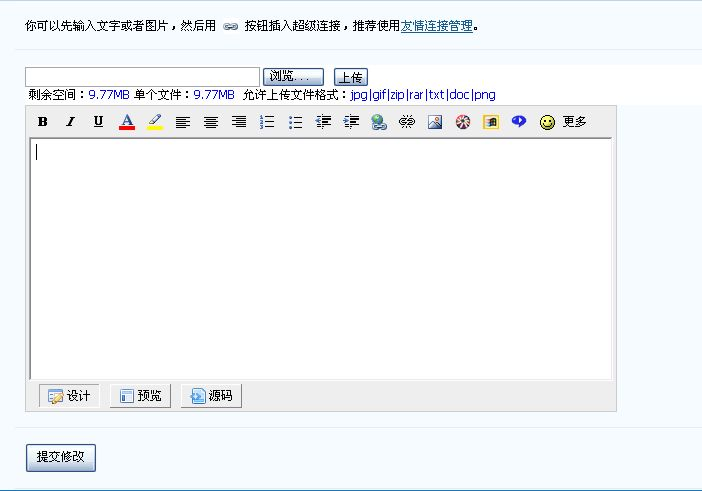 你可以先输入文字或者图片，然后用 按钮插入超级连接，推荐使用友情连接管理。
浏览... 上传
剩余空间：9.77MB 单个文件：9.77MB 允许上传文件格式：jpg|gif|zip|rar|txt|doc|png
B I U A 更多
设计 预览 源码
提交修改